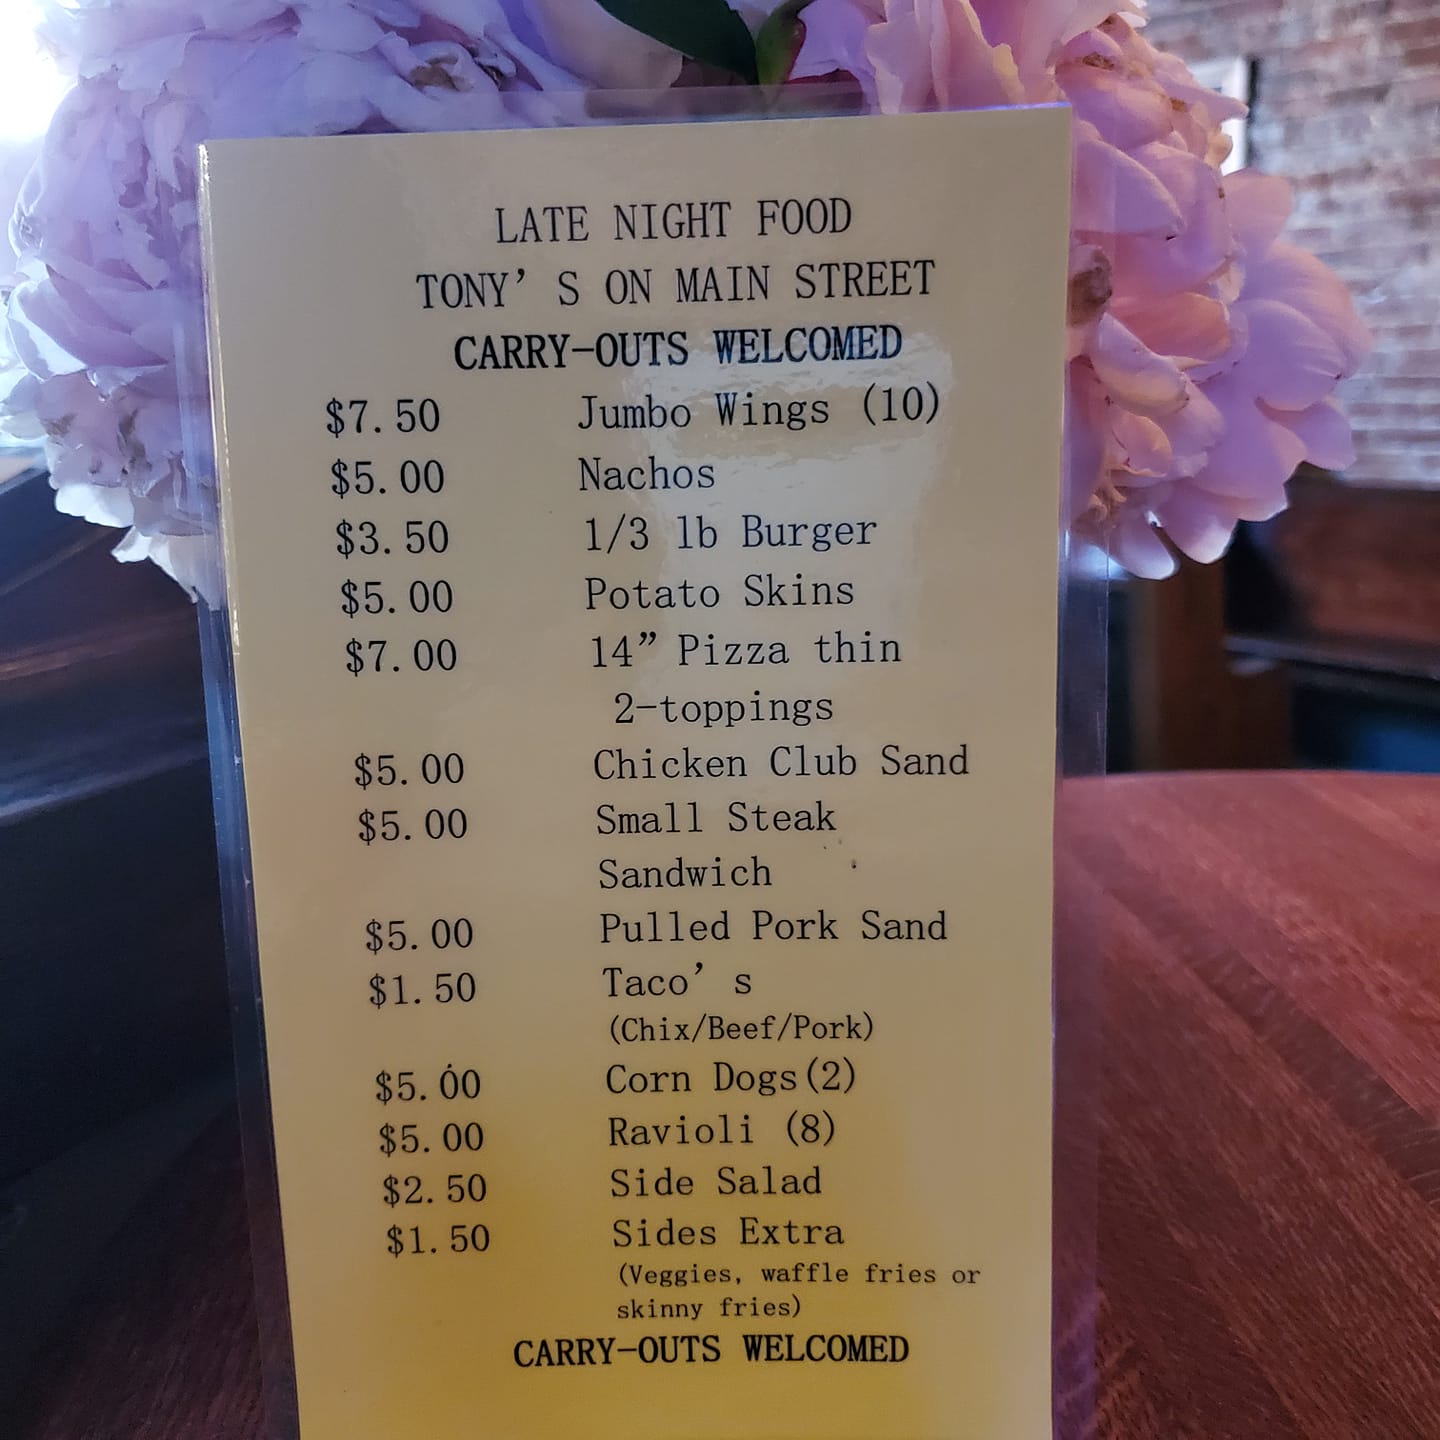 LATE NIGHT FOOD
TONY'S ON MAIN STREET
CARRY-OUTS WELCOMED
$7.50 Jumbo Wings (10)
$5.00 Nachos
$3.50 1/3 lb Burger
$5.00 Potato Skins
$7.00 14” Pizza thin
2-toppings
$5.00 Chicken Club Sand
$5.00 Small Steak
Sandwich
$5.00 Pulled Pork Sand
$1.50 Taco's
(Chix/Beef/Pork)
$5.00 Corn Dogs(2)
$5.00 Ravioli (8)
$2.50 Side Salad
$1.50 Sides Extra
(Veggies, waffle fries or
skinny fries)
CARRY-OUTS WELCOMED